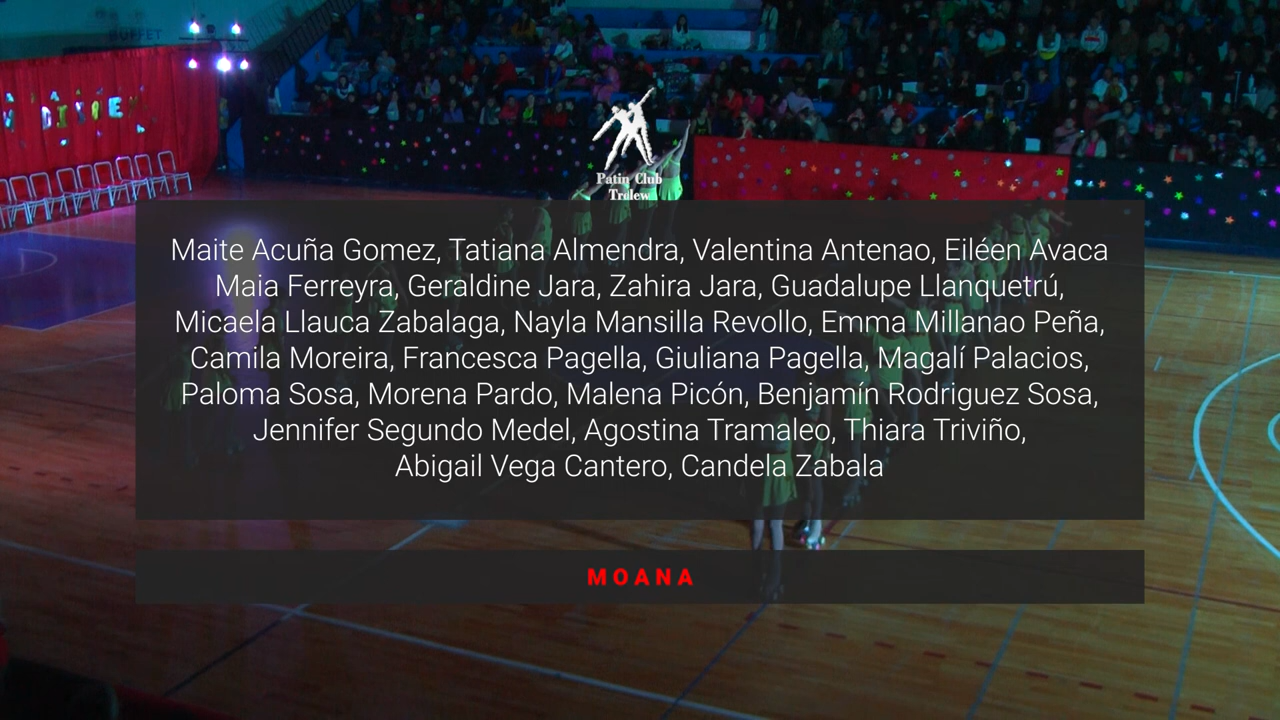 BUFFET
Patin Club
Trelew
Maite Acuña Gomez, Tatiana Almendra, Valentina Antenao, Eiléen Avaca
Maia Ferreyra, Geraldine Jara, Zahira Jara, Guadalupe Llanquetrú,
Micaela Llauca Zabalaga, Nayla Mansilla Revollo, Emma Millanao Peña,
Camila Moreira, Francesca Pagella, Giuliana Pagella, Magalí Palacios,
Paloma Sosa, Morena Pardo, Malena Picón, Benjamín Rodriguez Sosa,
Jennifer Segundo Medel, Agostina Tramaleo, Thiara Triviño,
Abigail Vega Cantero, Candela Zabala
MOANA